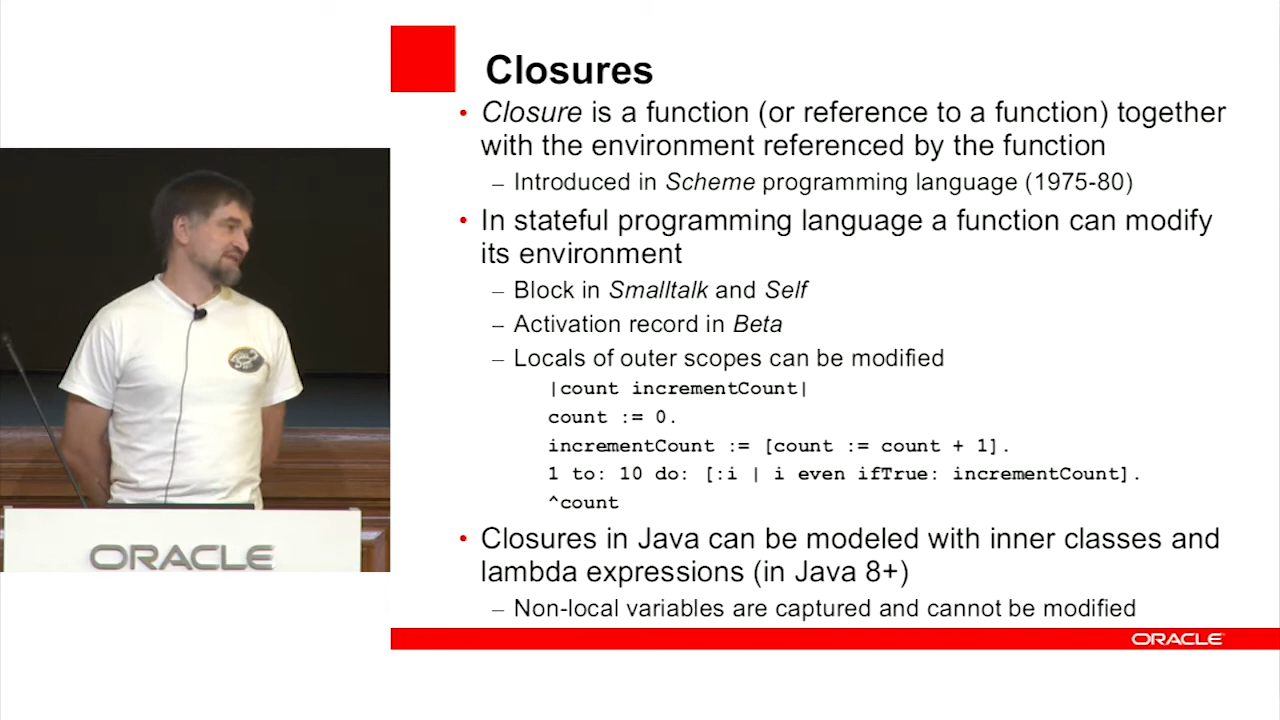 Closures
• Closure is a function (or reference to a function) together
with the environment referenced by the function
– Introduced in Scheme programming language (1975-80)
• In stateful programming language a function can modify
its environment
– Block in Smalltalk and Self
– Activation record in Beta
– Locals of outer scopes can be modified
|count incrementCount|
count := 0.
incrementCount := [count := count + 1].
1 to: 10 do: [:i | i even ifTrue: incrementCount].
^count
• Closures in Java can be modeled with inner classes and
lambda expressions (in Java 8+)
– Non-local variables are captured and cannot be modified
ORACLE
ORACLE